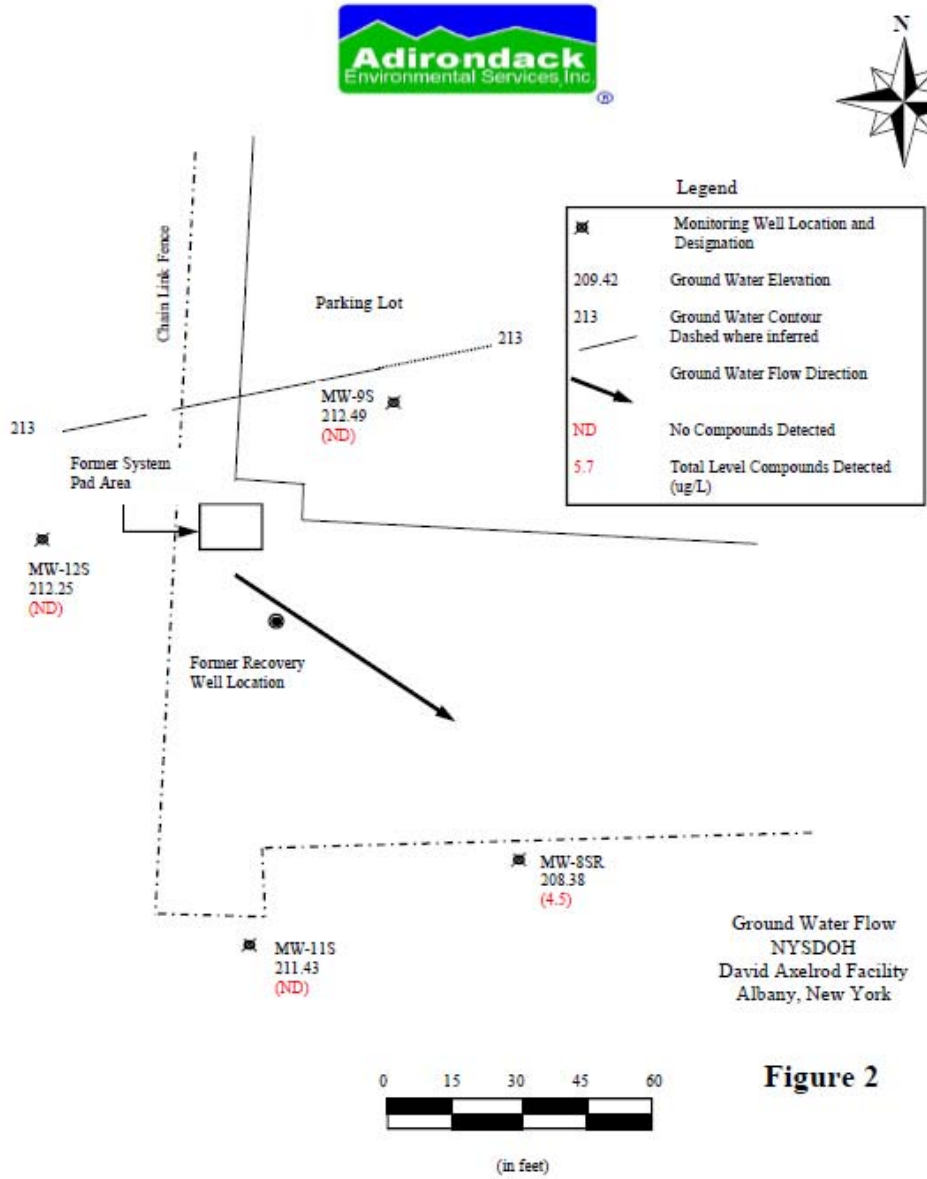 Adirondack
Environmental Services, Inc.
®
N
Legend
Monitoring Well Location and
Designation
209.42 Ground Water Elevation
213 Ground Water Contour
Dashed where inferred
Ground Water Flow Direction
ND No Compounds Detected
5.7 Total Level Compounds Detected
(ug/L)
Chain Link Fence
Parking Lot
213
213
MW-9S
212.49
(ND)
Former System
Pad Area
MW-12S
212.25
(ND)
Former Recovery
Well Location
MW-8SR
208.38
(4.5)
MW-11S
211.43
(ND)
Ground Water Flow
NYSDOH
David Axelrod Facility
Albany, New York
Figure 2
0 15 30 45 60
(in feet)